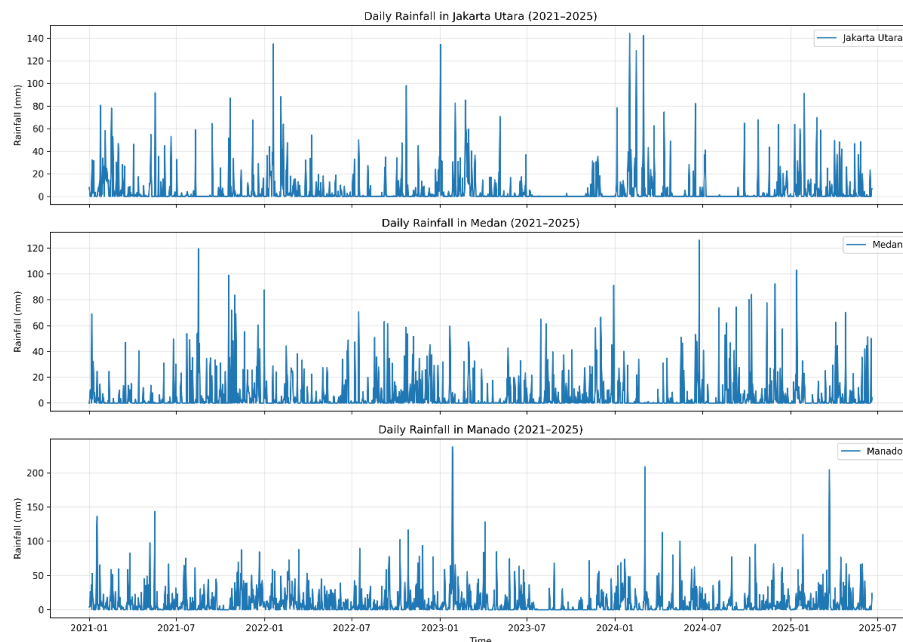 Daily Rainfall in Jakarta Utara (2021–2025)
Rainfall (mm)
140
120
100
80
60
40
20
0
Jakarta Utara
Daily Rainfall in Medan (2021–2025)
Rainfall (mm)
120
100
80
60
40
20
0
Medan
Daily Rainfall in Manado (2021–2025)
Rainfall (mm)
200
150
100
50
0
Manado
2021-01 2021-07 2022-01 2022-07 2023-01 2023-07 2024-01 2024-07 2025-01 2025-07
Time